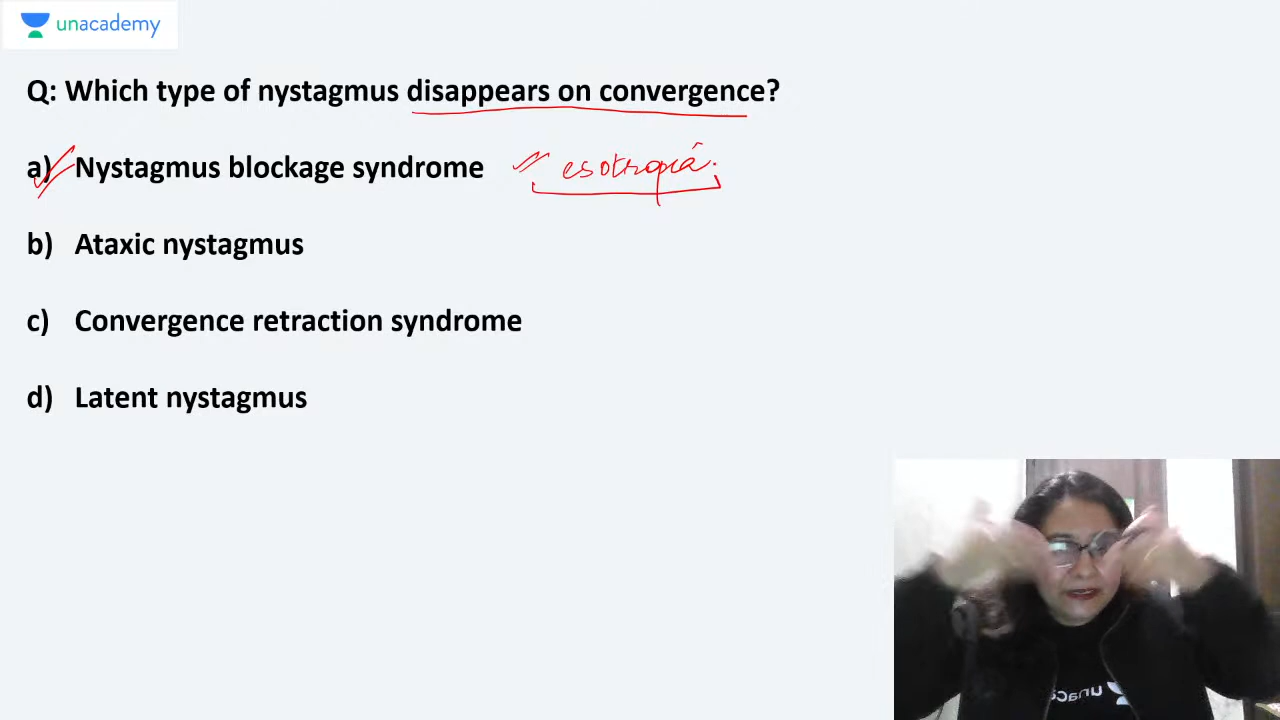 unacademy
Q: Which type of nystagmus disappears on convergence?
a) Nystagmus blockage syndrome esotropia.
b) Ataxic nystagmus
c) Convergence retraction syndrome
d) Latent nystagmus